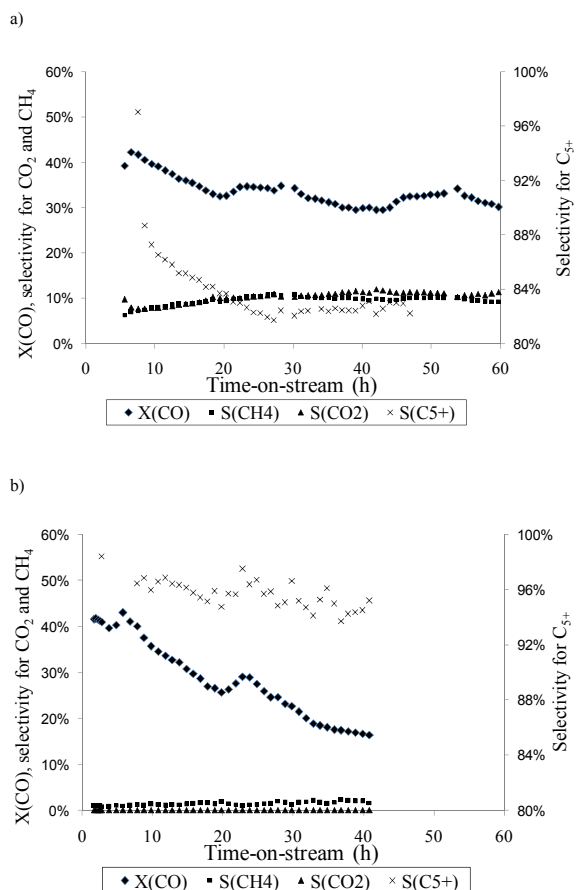 a)
X(CO), selectivity for CO2 and CH4
60%
50%
40%
30%
20%
10%
0%
100%
96%
92%
88%
84%
80%
Selectivity for C5+
0 10 20 30 40 50 60
Time-on-stream (h)
X(CO) S(CH4) S(CO2) S(C5+)
b)
X(CO), selectivity for CO2 and CH4
60%
50%
40%
30%
20%
10%
0%
100%
96%
92%
88%
84%
80%
Selectivity for C5+
0 10 20 30 40 50 60
Time-on-stream (h)
X(CO) S(CH4) S(CO2) S(C5+)